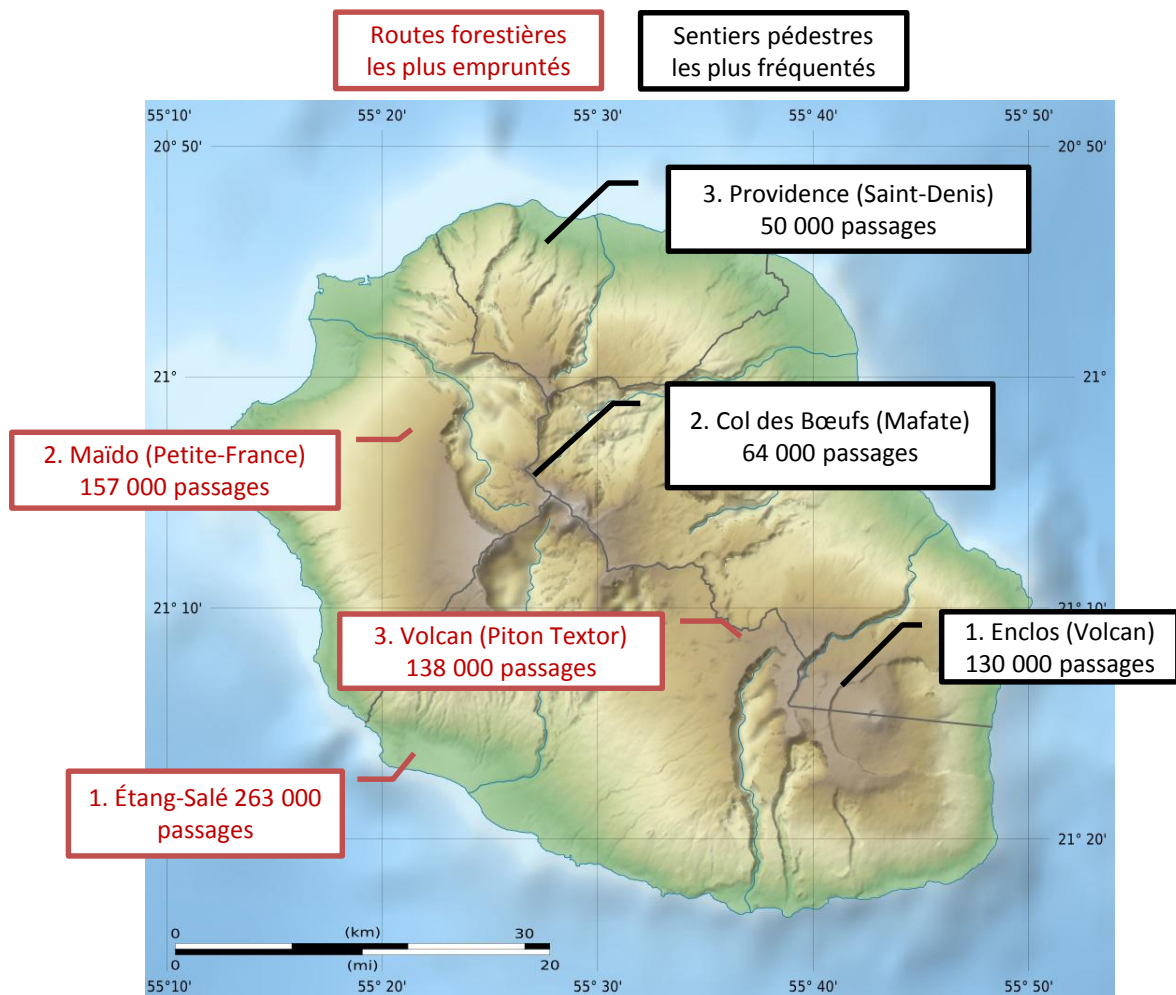 Routes forestières
les plus empruntés
Sentiers pédestres
les plus fréquentés
55°10' 55° 20' 55° 30' 55° 40' 55° 50'
20° 50' 20° 50'
3. Providence (Saint-Denis)
50 000 passages
21° 21°
2. Col des Bœufs (Mafate)
64 000 passages
2. Maïdo (Petite-France)
157 000 passages
21° 10' 21° 10'
3. Volcan (Piton Textor)
138 000 passages
1. Enclos (Volcan)
130 000 passages
1. Étang-Salé 263 000
passages
21° 20'
0 (km) 30
0 (mi) 20
55°10' 55° 20' 55° 30' 55° 40' 55° 50'